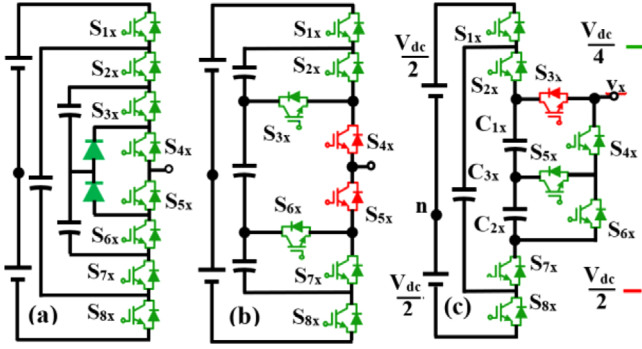 S1x
S2x
S3x
S4x
S5x
S6x
S7x
S8x
(a)
S1x
S2x
S3x
S4x
S5x
S6x
S7x
S8x
(b)
Vdc
2
S1x
S2x
S3x
Vdc
4
vx
C1x
S4x
S5x
C3x
n
C2x
S6x
Vdc
2
S7x
S8x
(c)
Vdc
2